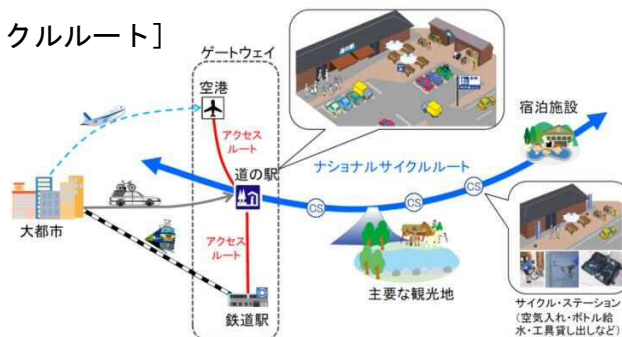 クルルート]
ゲートウェイ
空港
アクセス
ルート
道の駅
大都市
アクセス
ルート
鉄道駅
ナショナルサイクルルート
宿泊施設
CS
CS
CS
主要な観光地
サイクル・ステーション
(空気入れ・ボトル給
水・工具貸し出しなど)